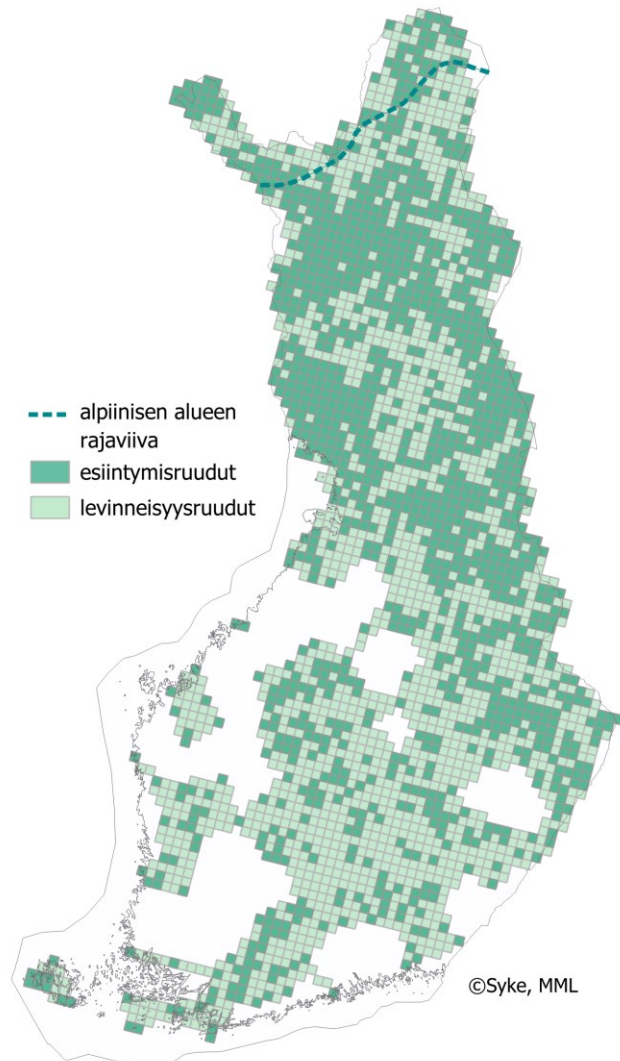 alpiinisen alueen
rajaviiva
esiintymisruudut
levinneisyysruudut
©Syke, MML